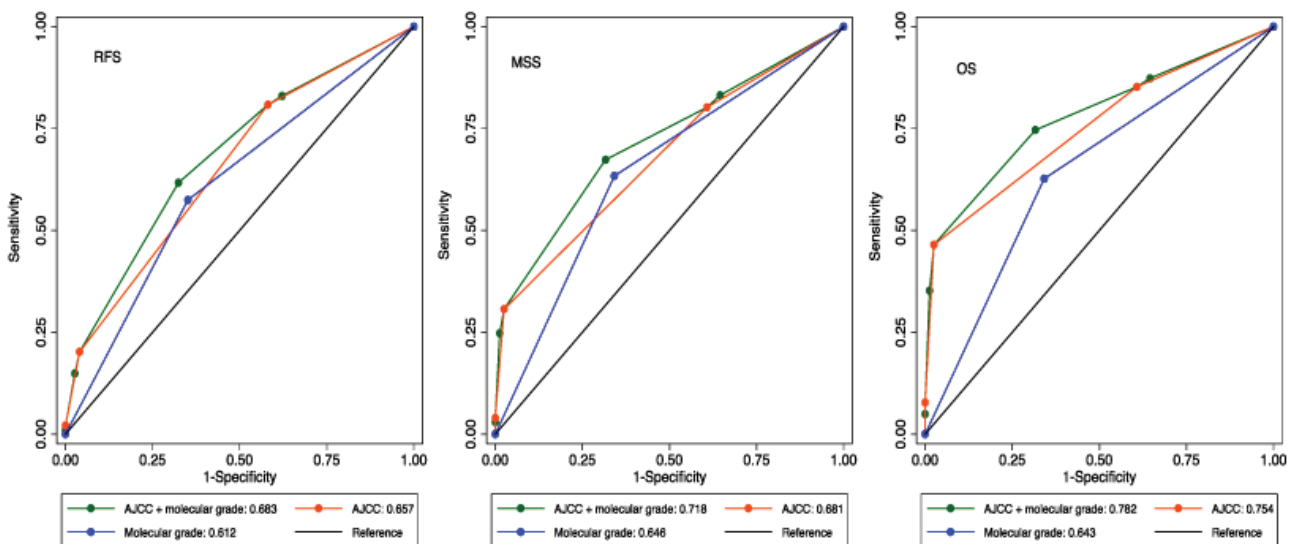 RFS
1.00
0.75
0.50
0.25
0.00
Sensitivity
0.00 0.25 0.50 0.75 1.00
1-Specificity
AJCC + molecular grade: 0.683 AJCC: 0.657
Molecular grade: 0.612 Reference
MSS
1.00
0.75
0.50
0.25
0.00
Sensitivity
0.00 0.25 0.50 0.75 1.00
1-Specificity
AJCC + molecular grade: 0.718 AJCC: 0.681
Molecular grade: 0.646 Reference
OS
1.00
0.75
0.50
0.25
0.00
Sensitivity
0.00 0.25 0.50 0.75 1.00
1-Specificity
AJCC + molecular grade: 0.782 AJCC: 0.754
Molecular grade: 0.643 Reference